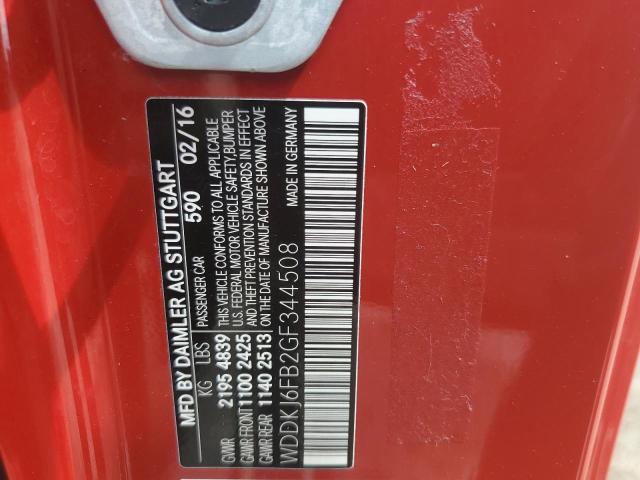 MFD BY DAIMLER AG STUTTGART
590 02/16
KG LBS PASSENGER CAR
GVWR 2195 4839
GAWR FRONT 1100 2425
GAWR REAR 1140 2513
THIS VEHICLE CONFORMS TO ALL APPLICABLE
U.S. FEDERAL MOTOR VEHICLE SAFETY, BUMPER
AND THEFT PREVENTION STANDARDS IN EFFECT
ON THE DATE OF MANUFACTURE SHOWN ABOVE
WDDKJ6FB2GF344508 MADE IN GERMANY